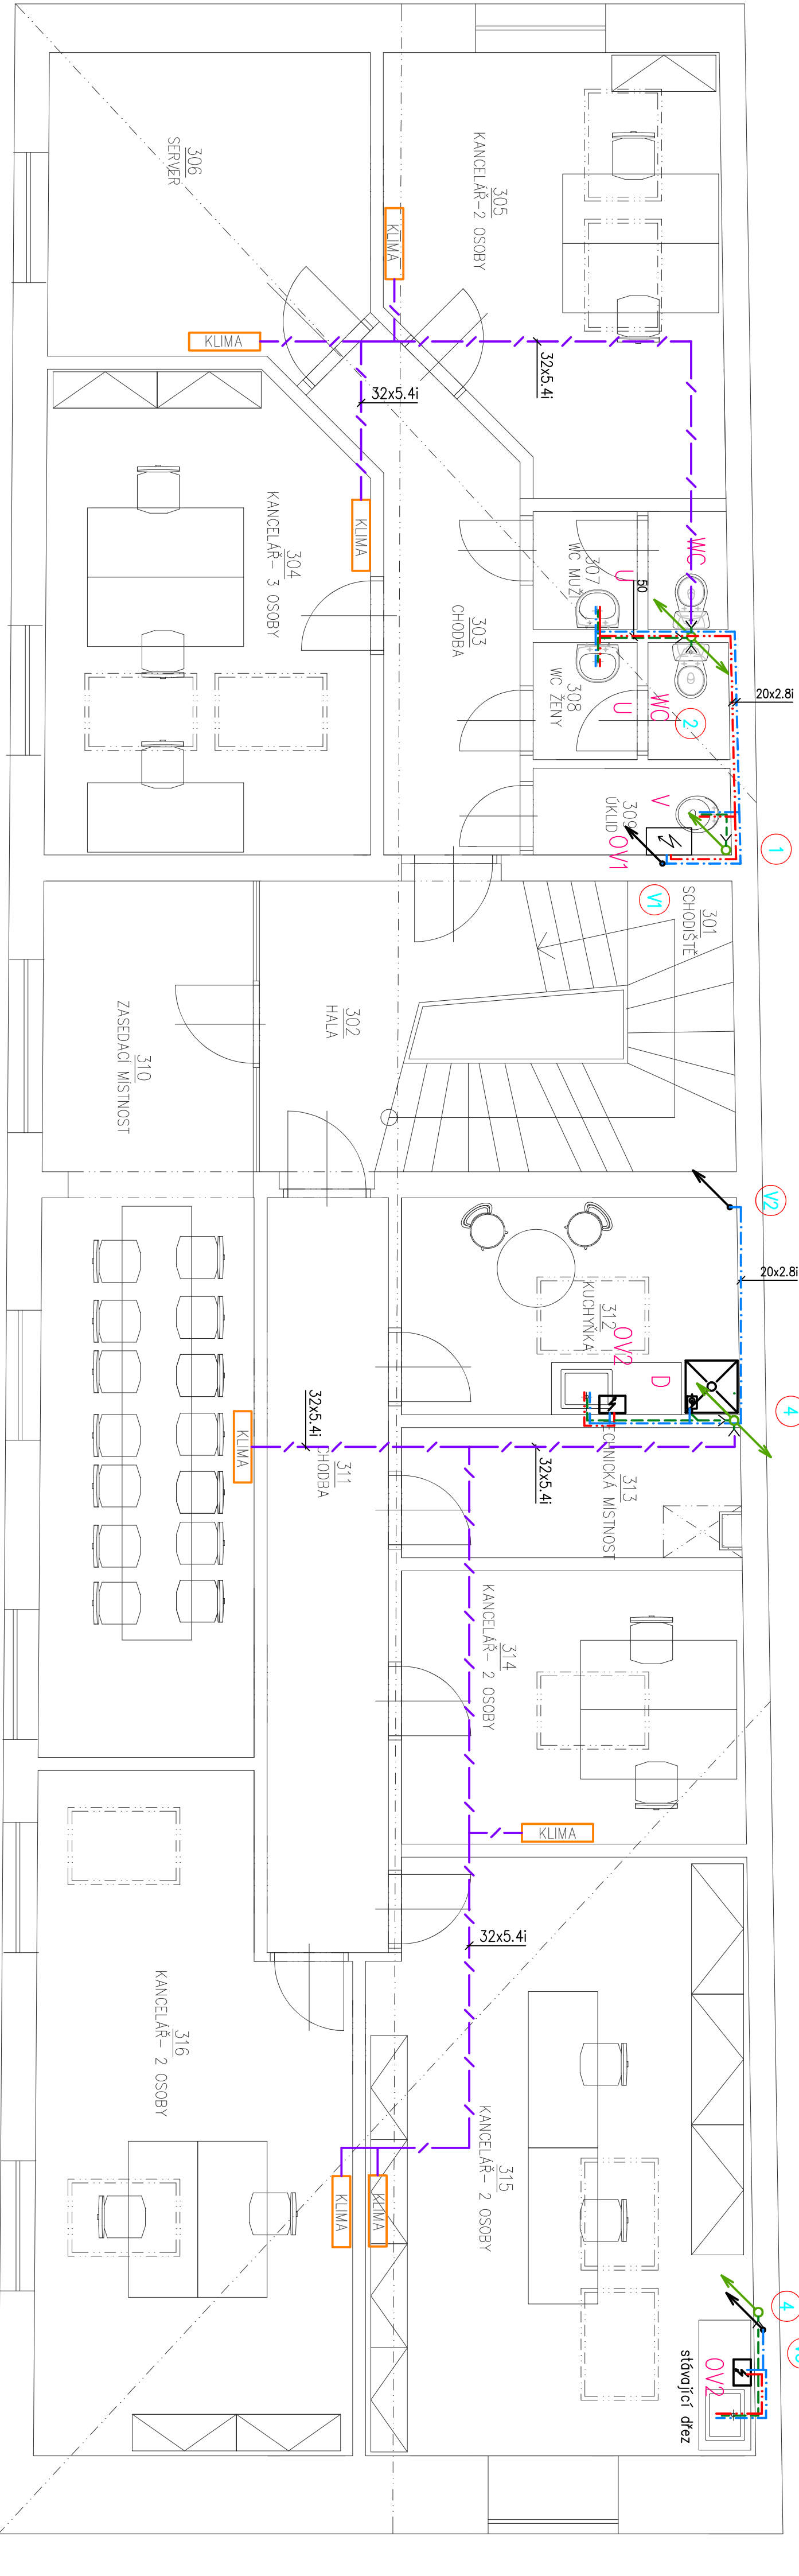 306
SERVER
305
KANCELÁŘ- 2 OSOBY
KLIMA
KLIMA
32x5.4i
32x5.4i
KLIMA
304
KANCELÁŘ- 3 OSOBY
303
CHODBA
307
WC MUŽI
U
WC
50
308
WC ŽENY
U
WC
2
20x2.8i
309
ÚKLID
V
OV1
1
V1
301
SCHODIŠTĚ
302
HALA
310
ZASEDACÍ MÍSTNOST
V2
20x2.8i
312
KUCHYŇKA
OV2
D
4
KLIMA
32x5.4i
311
CHODBA
32x5.4i
313
314
KANCELÁŘ- 2 OSOBY
KLIMA
32x5.4i
316
KANCELÁŘ- 2 OSOBY
315
KANCELÁŘ- 2 OSOBY
KLIMA
KLIMA
4
OV2
stávající dřez